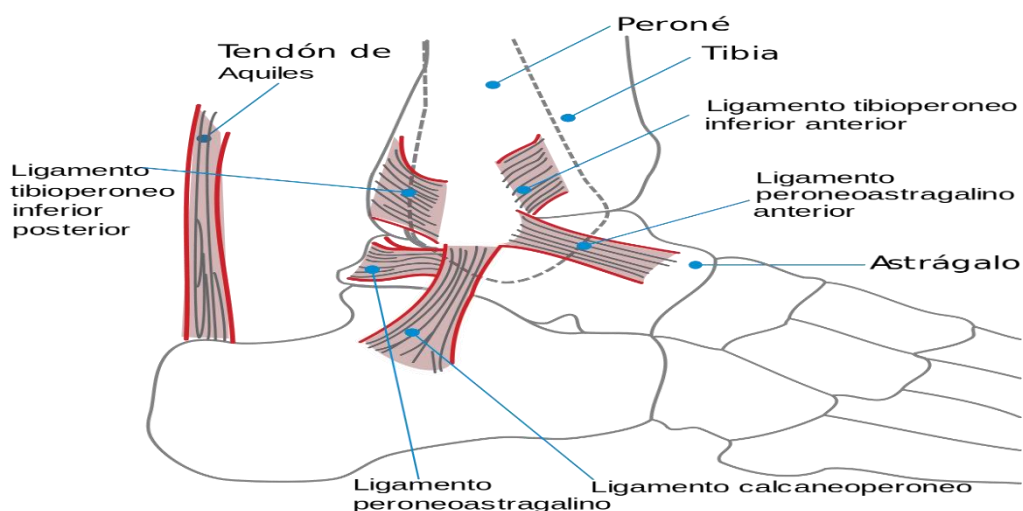 Peroné
Tendón de
Aquiles
Tibia
Ligamento tibioperoneo
inferior anterior
Ligamento
tibioperoneo
inferior
posterior
Ligamento
peroneoastragalino
anterior
Astrágalo
Ligamento
peroneoastragalino
Ligamento calcaneoperoneo